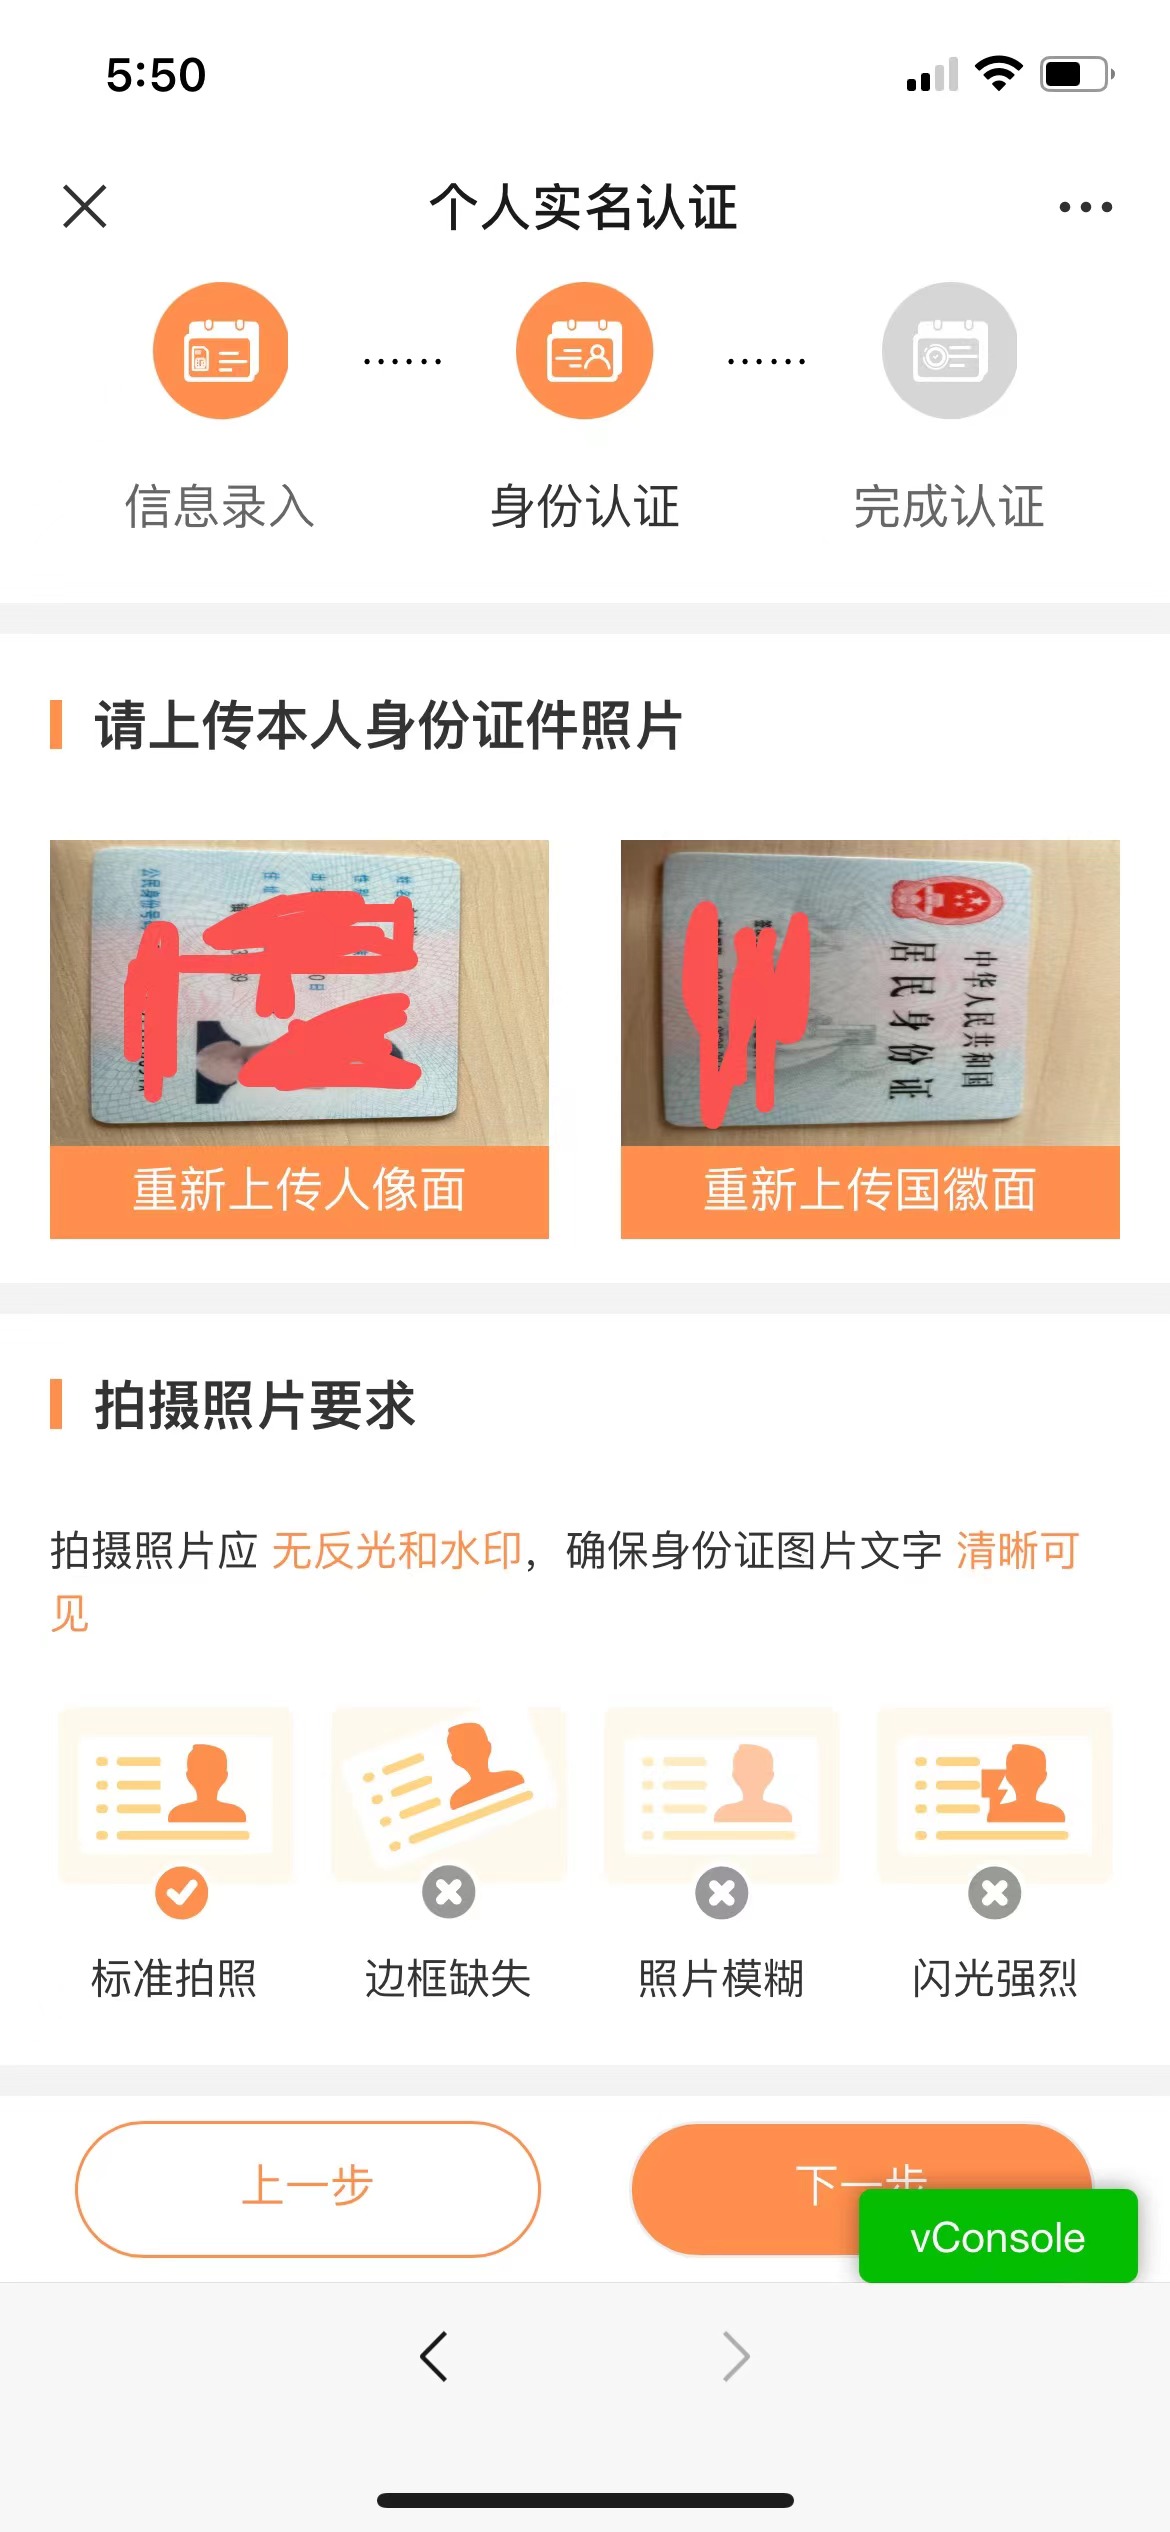 5:50
个人实名认证
信息录入
身份认证
完成认证
请上传本人身份证件照片
中华人民共和国
居民身份证
重新上传人像面
重新上传国徽面
拍摄照片要求
拍摄照片应 无反光和水印，确保身份证图片文字 清晰可
见
标准拍照
边框缺失
照片模糊
闪光强烈
上一步
下一步
vConsole